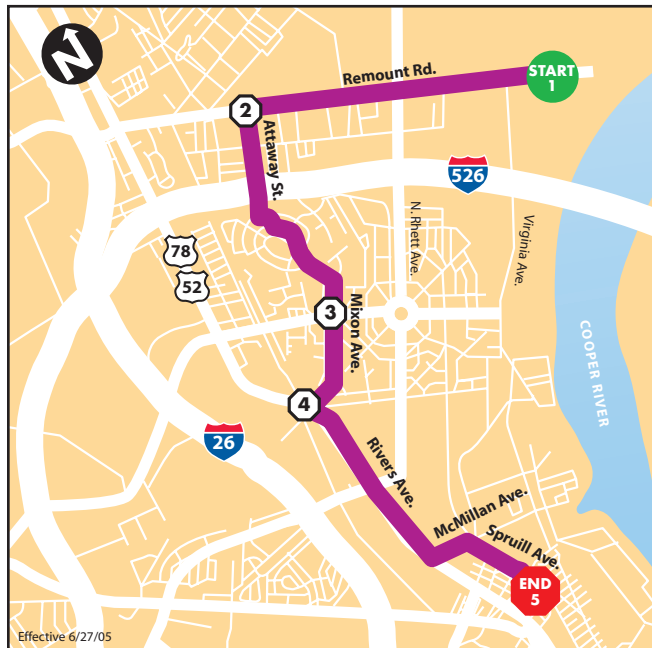 N
Remount Rd.
START
1
2
Attaway St.
526
N. Rhett Ave.
Virginia Ave.
78
52
3
Mixon Ave.
COOPER RIVER
4
26
Rivers Ave.
McMillan Ave.
Spruill Ave.
END
5
Effective 6/27/05